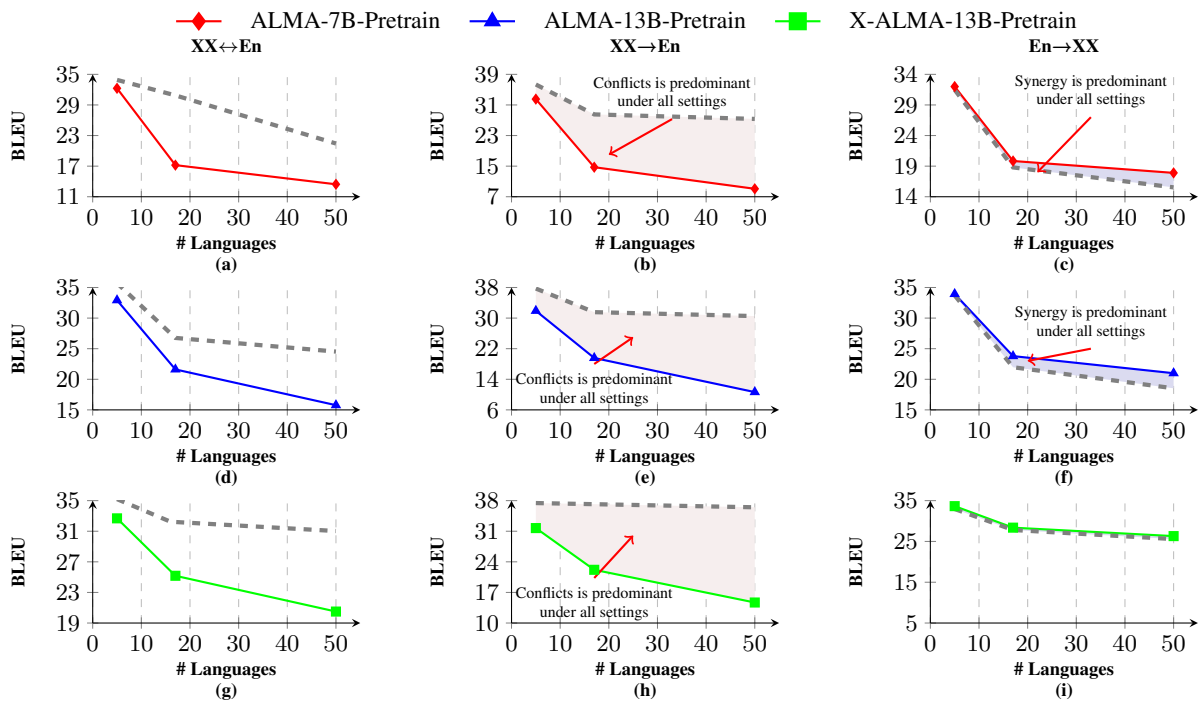 ALMA-7B-Pretrain ALMA-13B-Pretrain X-ALMA-13B-Pretrain
XX↔En
35
29
23
17
11
BLEU
0 10 20 30 40 50
# Languages
(a)
XX→En
39
31
23
15
7
BLEU
Conflicts is predominant
under all settings
0 10 20 30 40 50
# Languages
(b)
En→XX
34
29
24
19
14
BLEU
Synergy is predominant
under all settings
0 10 20 30 40 50
# Languages
(c)
35
30
25
20
15
BLEU
0 10 20 30 40 50
# Languages
(d)
38
30
22
14
6
BLEU
Conflicts is predominant
under all settings
0 10 20 30 40 50
# Languages
(e)
35
30
25
20
15
BLEU
Synergy is predominant
under all settings
0 10 20 30 40 50
# Languages
(f)
35
31
27
23
19
BLEU
0 10 20 30 40 50
# Languages
(g)
38
31
24
17
10
BLEU
Conflicts is predominant
under all settings
0 10 20 30 40 50
# Languages
(h)
35
25
15
5
BLEU
0 10 20 30 40 50
# Languages
(i)